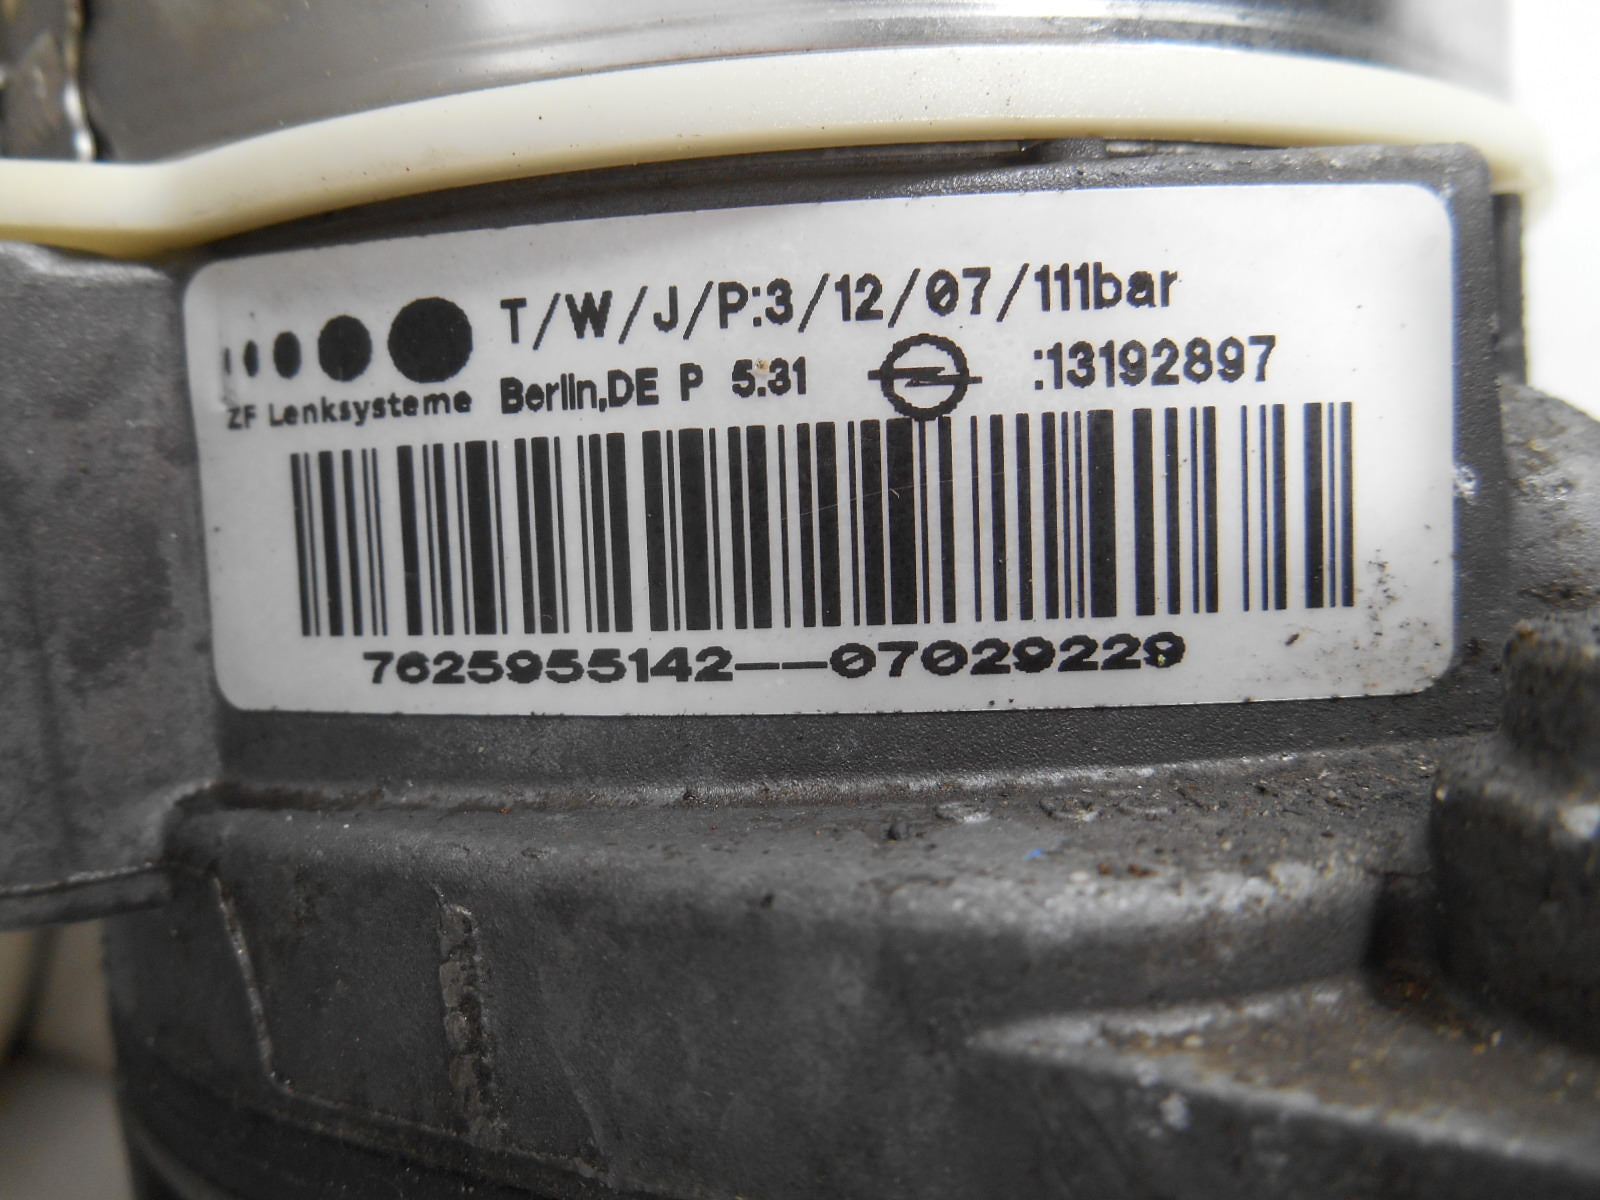 T/W/J/P:3/12/07/111bar
ZF Lenksysteme Berlin,DE P 5.31 :13192897
7625955142--07029229